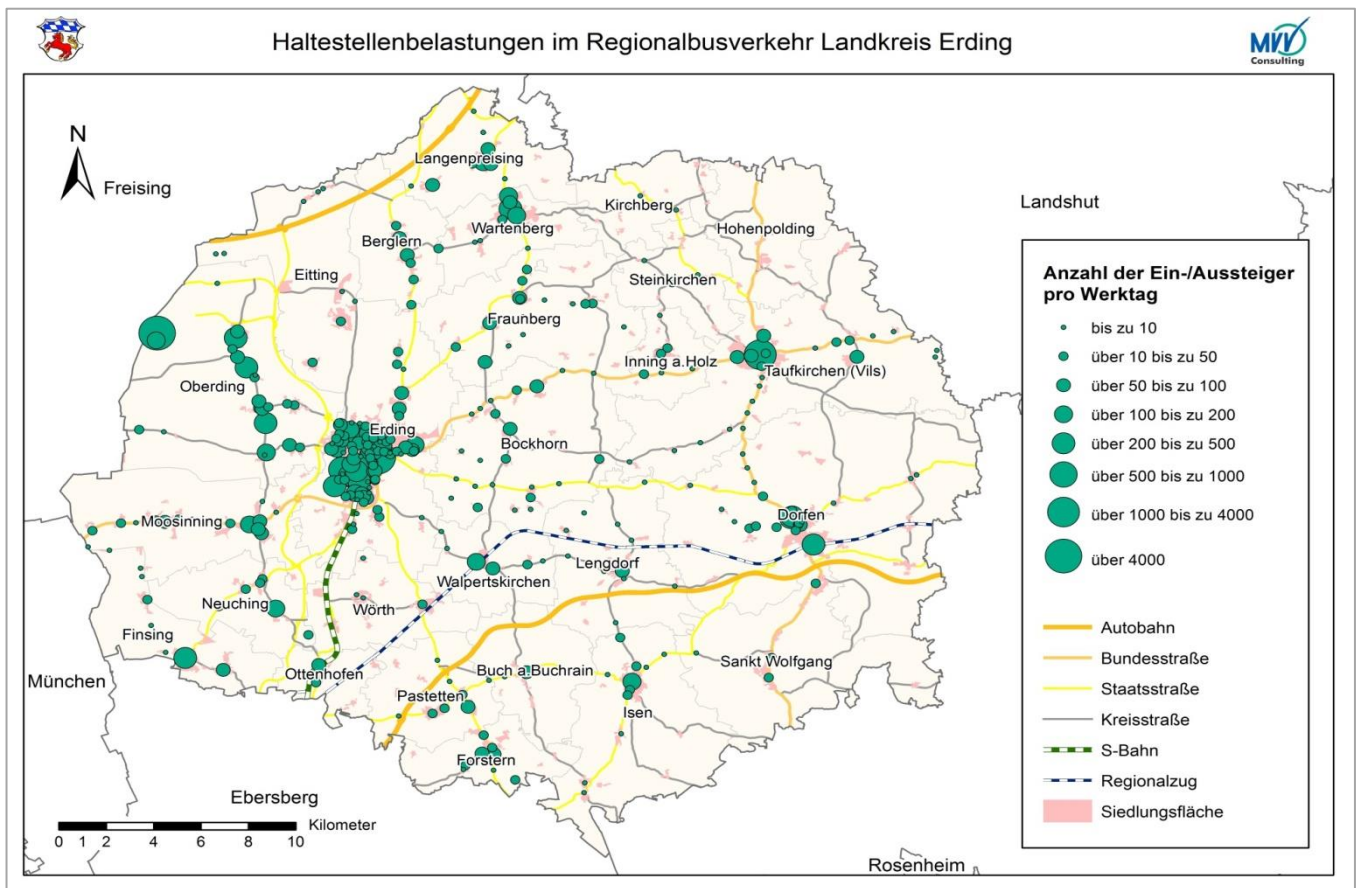 Haltestellenbelastungen im Regionalbusverkehr Landkreis Erding
MVV
Consulting
N
Freising
Langenpreising
Kirchberg
Landshut
Wartenberg
Hohenpolding
Berglern
Eitting
Steinkirchen
Fraunberg
Inning a.Holz
Taufkirchen (Vils)
Oberding
Erding
Bockhorn
Moosinning
Dorfen
Lengdorf
Walpertskirchen
Neuching
Wörth
Finsing
Ottenhofen
Buch a.Buchrain
Sankt Wolfgang
München
Pastetten
Isen
Forstern
Ebersberg
Kilometer
0 1 2 4 6 8 10
Rosenheim
Anzahl der Ein-/Aussteiger
pro Werktag
bis zu 10
über 10 bis zu 50
über 50 bis zu 100
über 100 bis zu 200
über 200 bis zu 500
über 500 bis zu 1000
über 1000 bis zu 4000
über 4000
Autobahn
Bundesstraße
Staatsstraße
Kreisstraße
S-Bahn
Regionalzug
Siedlungsfläche